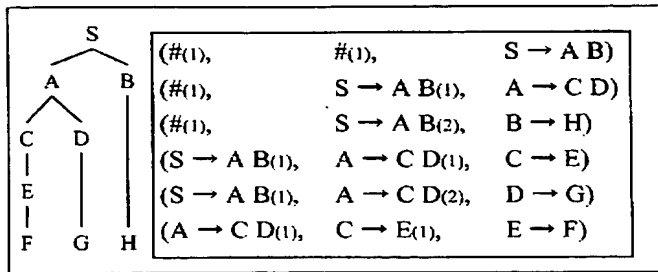 S
A B
C D
E
F G H
(#(1), #(1), S → A B)
(#(1), S → A B(1), A → C D)
(#(1), S → A B(2), B → H)
(S → A B(1), A → C D(1), C → E)
(S → A B(1), A → C D(2), D → G)
(A → C D(1), C → E(1), E → F)